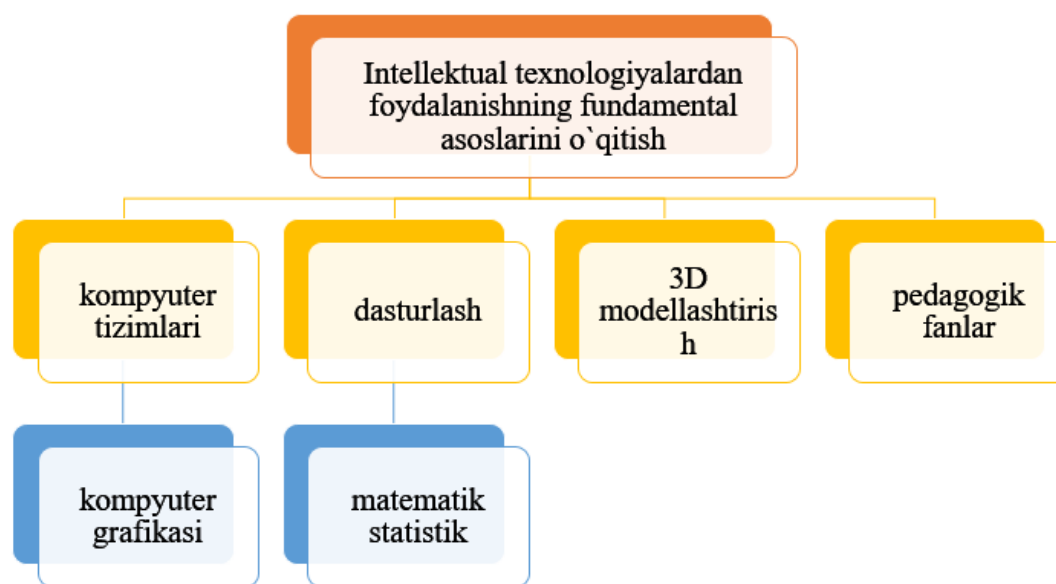 Intellektual texnologiyalardan
foydalanishning fundamental
asoslarini o`qitish
kompyuter
tizimlari
dasturlash
3D
modellashtiris
h
pedagogik
fanlar
kompyuter
grafikasi
matematik
statistik